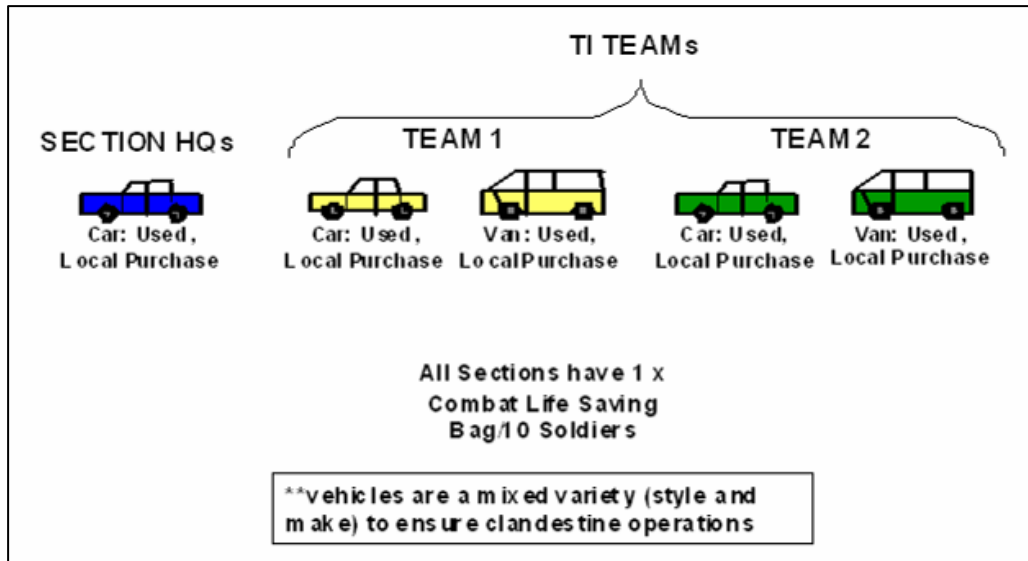 TI TEAMs
SECTION HQs
TEAM 1
TEAM 2
Car: Used,
Local Purchase
Car: Used,
Local Purchase
Van: Used,
Local Purchase
Car: Used,
Local Purchase
Van: Used,
Local Purchase
All Sections have 1 x
Combat Life Saving
Bag/10 Soldiers
**vehicles are a mixed variety (style and
make) to ensure clandestine operations